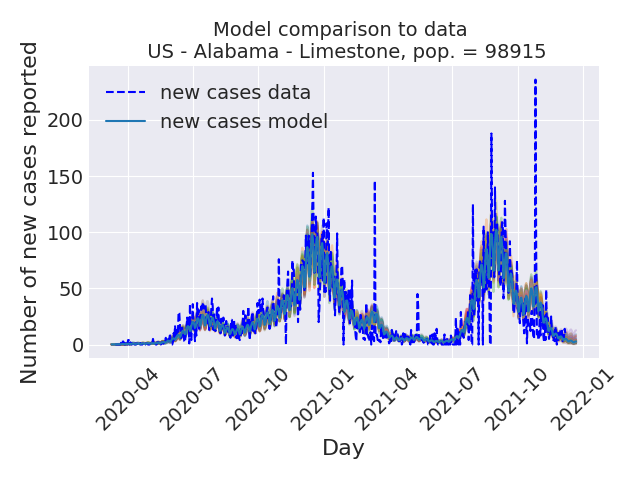 Model comparison to data
US - Alabama - Limestone, pop. = 98915
Number of new cases reported
new cases data
new cases model
200
150
100
50
0
2020-04
2020-07
2020-10
2021-01
2021-04
2021-07
2021-10
2022-01
Day